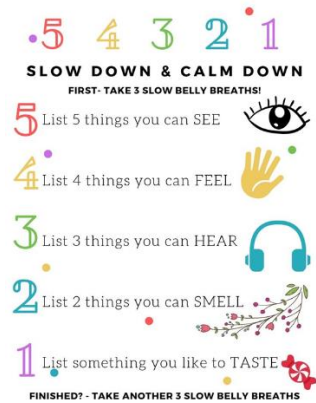 5 4 3 2 1
SLOW DOWN & CALM DOWN
FIRST- TAKE 3 SLOW BELLY BREATHS!
5 List 5 things you can SEE
4 List 4 things you can FEEL
3 List 3 things you can HEAR
2 List 2 things you can SMELL
1 List something you like to TASTE
FINISHED? - TAKE ANOTHER 3 SLOW BELLY BREATHS